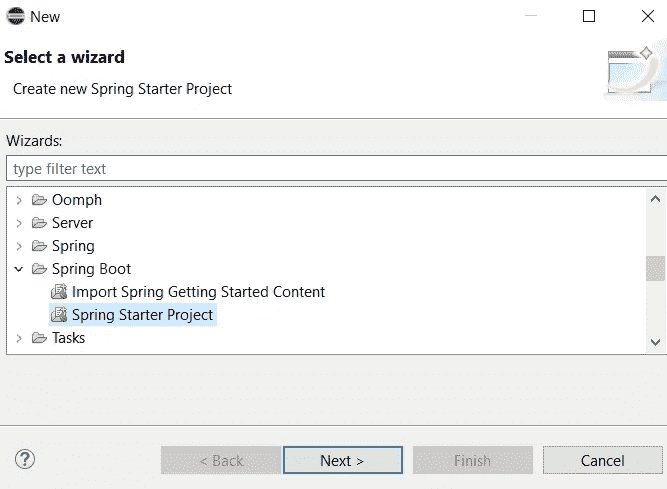 New
Select a wizard
Create new Spring Starter Project
Wizards:
type filter text
Oomph
Server
Spring
Spring Boot
Import Spring Getting Started Content
Spring Starter Project
Tasks
?
< Back
Next >
Finish
Cancel